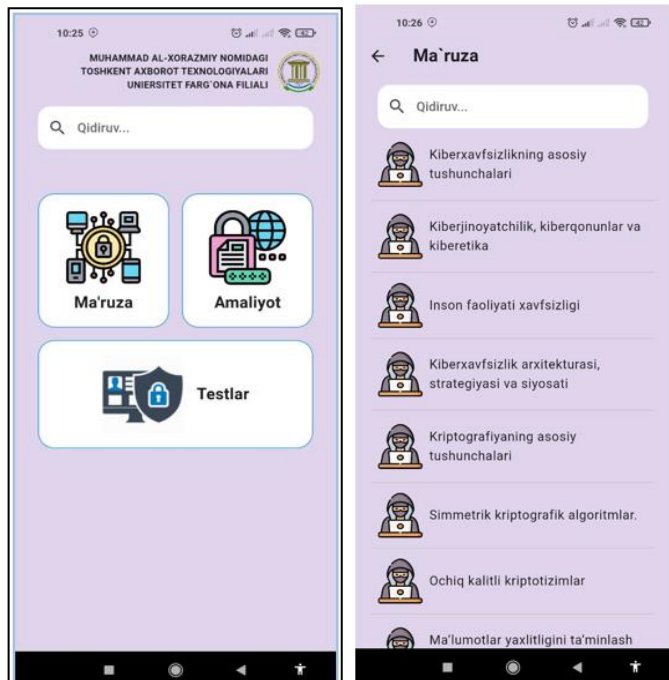 10:25
42
MUHAMMAD AL-XORAZMIY NOMIDAGI
TOSHKENT AXBOROT TEXNOLOGIYALARI
UNIERSITET FARG`ONA FILIALI
Qidiruv...
Ma'ruza
Amaliyot
Testlar
10:26
42
Ma`ruza
Qidiruv...
Kiberxavfsizlikning asosiy
tushunchalari
Kiberjinoyatchilik, kiberqonunlar va
kiberetika
Inson faoliyati xavfsizligi
Kiberxavfsizlik arxitekturasi,
strategiyasi va siyosati
Kriptografiyaning asosiy
tushunchalari
Simmetrik kriptografik algoritmlar.
Ochiq kalitli kriptotizimlar
Ma'lumotlar yaxlitligini ta'minlash